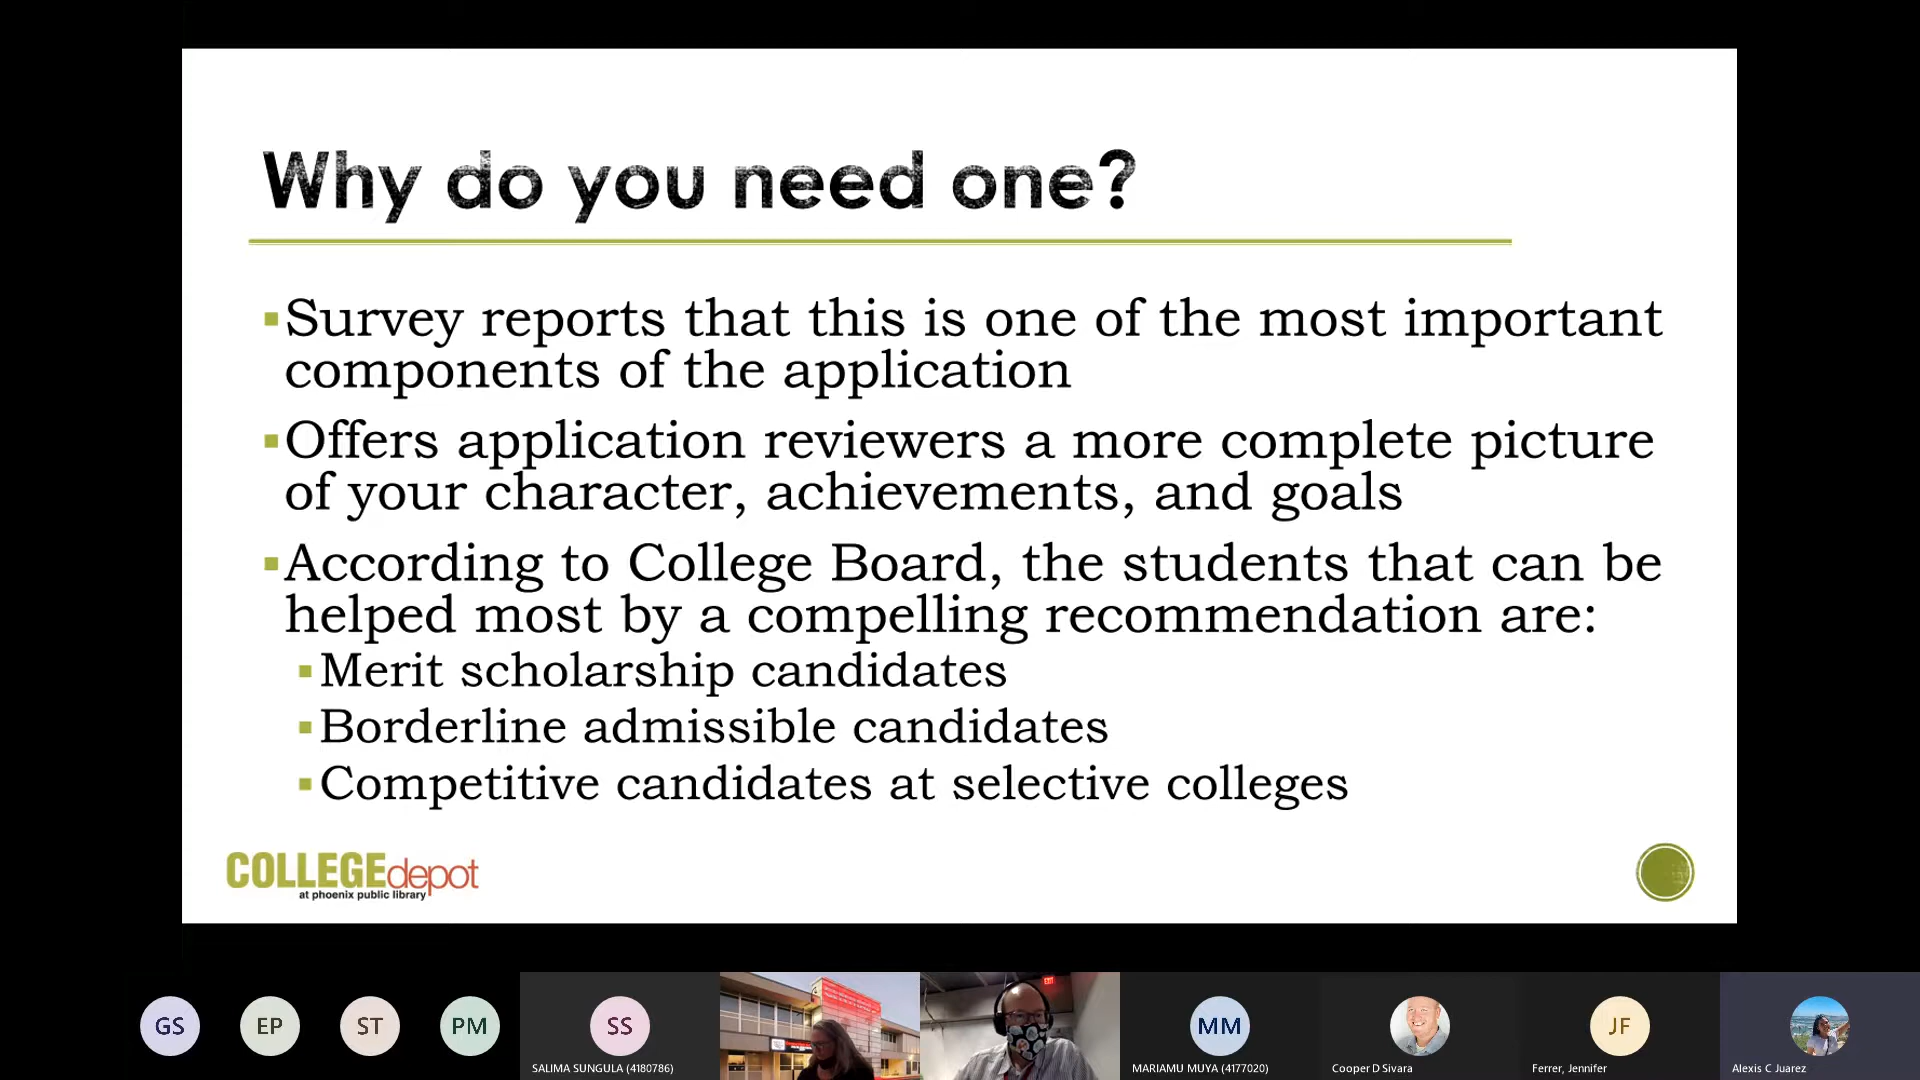 Why do you need one?
Survey reports that this is one of the most important
components of the application
Offers application reviewers a more complete picture
of your character, achievements, and goals
According to College Board, the students that can be
helped most by a compelling recommendation are:
Merit scholarship candidates
Borderline admissible candidates
Competitive candidates at selective colleges
COLLEGEdepot
at phoenix public library
GS
EP
ST
PM
SS
SALIMA SUNGULA (4180786)
MM
MARIAMU MUYA (4177020)
Cooper D Sivara
JF
Ferrer, Jennifer
Alexis C Juarez